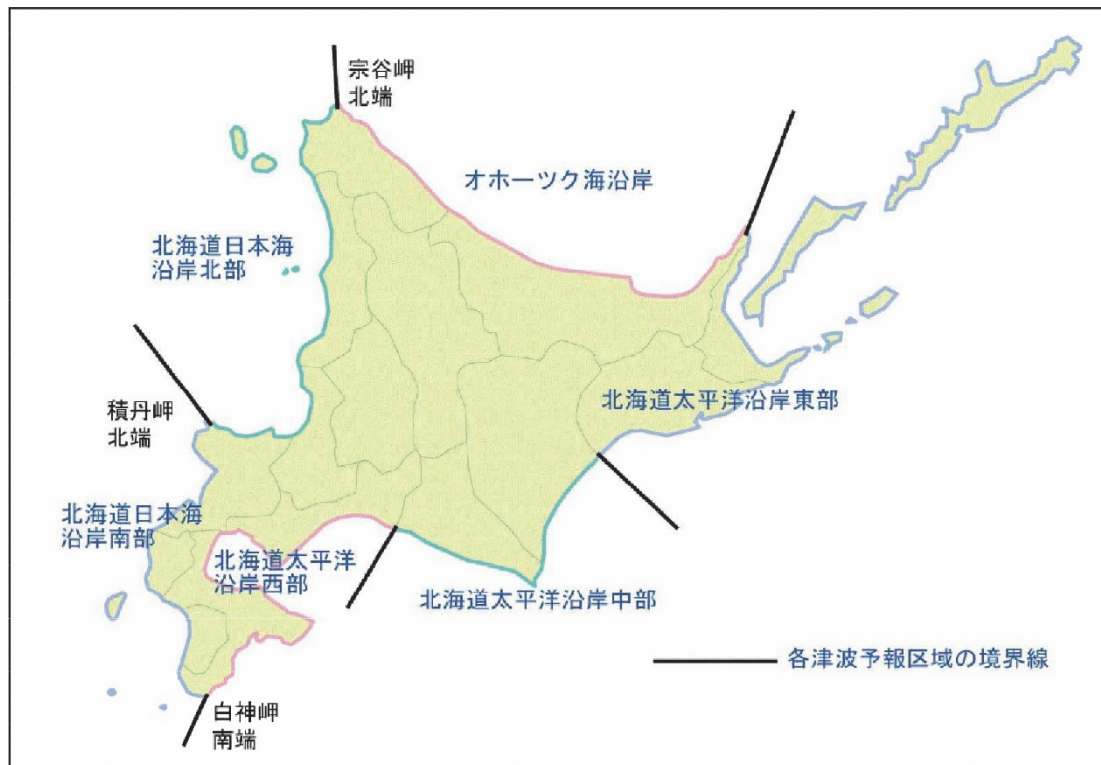 宗谷岬
北端
オホーツク海沿岸
北海道日本海
沿岸北部
積丹岬
北端
北海道太平洋沿岸東部
北海道日本海
沿岸南部
北海道太平洋
沿岸西部
北海道太平洋沿岸中部
各津波予報区域の境界線
白神岬
南端